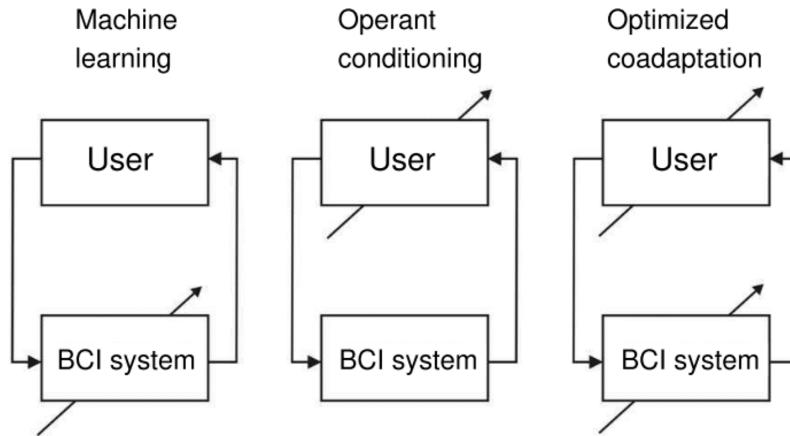 Machine
learning
Operant
conditioning
Optimized
coadaptation
User
User
User
BCI system
BCI system
BCI system